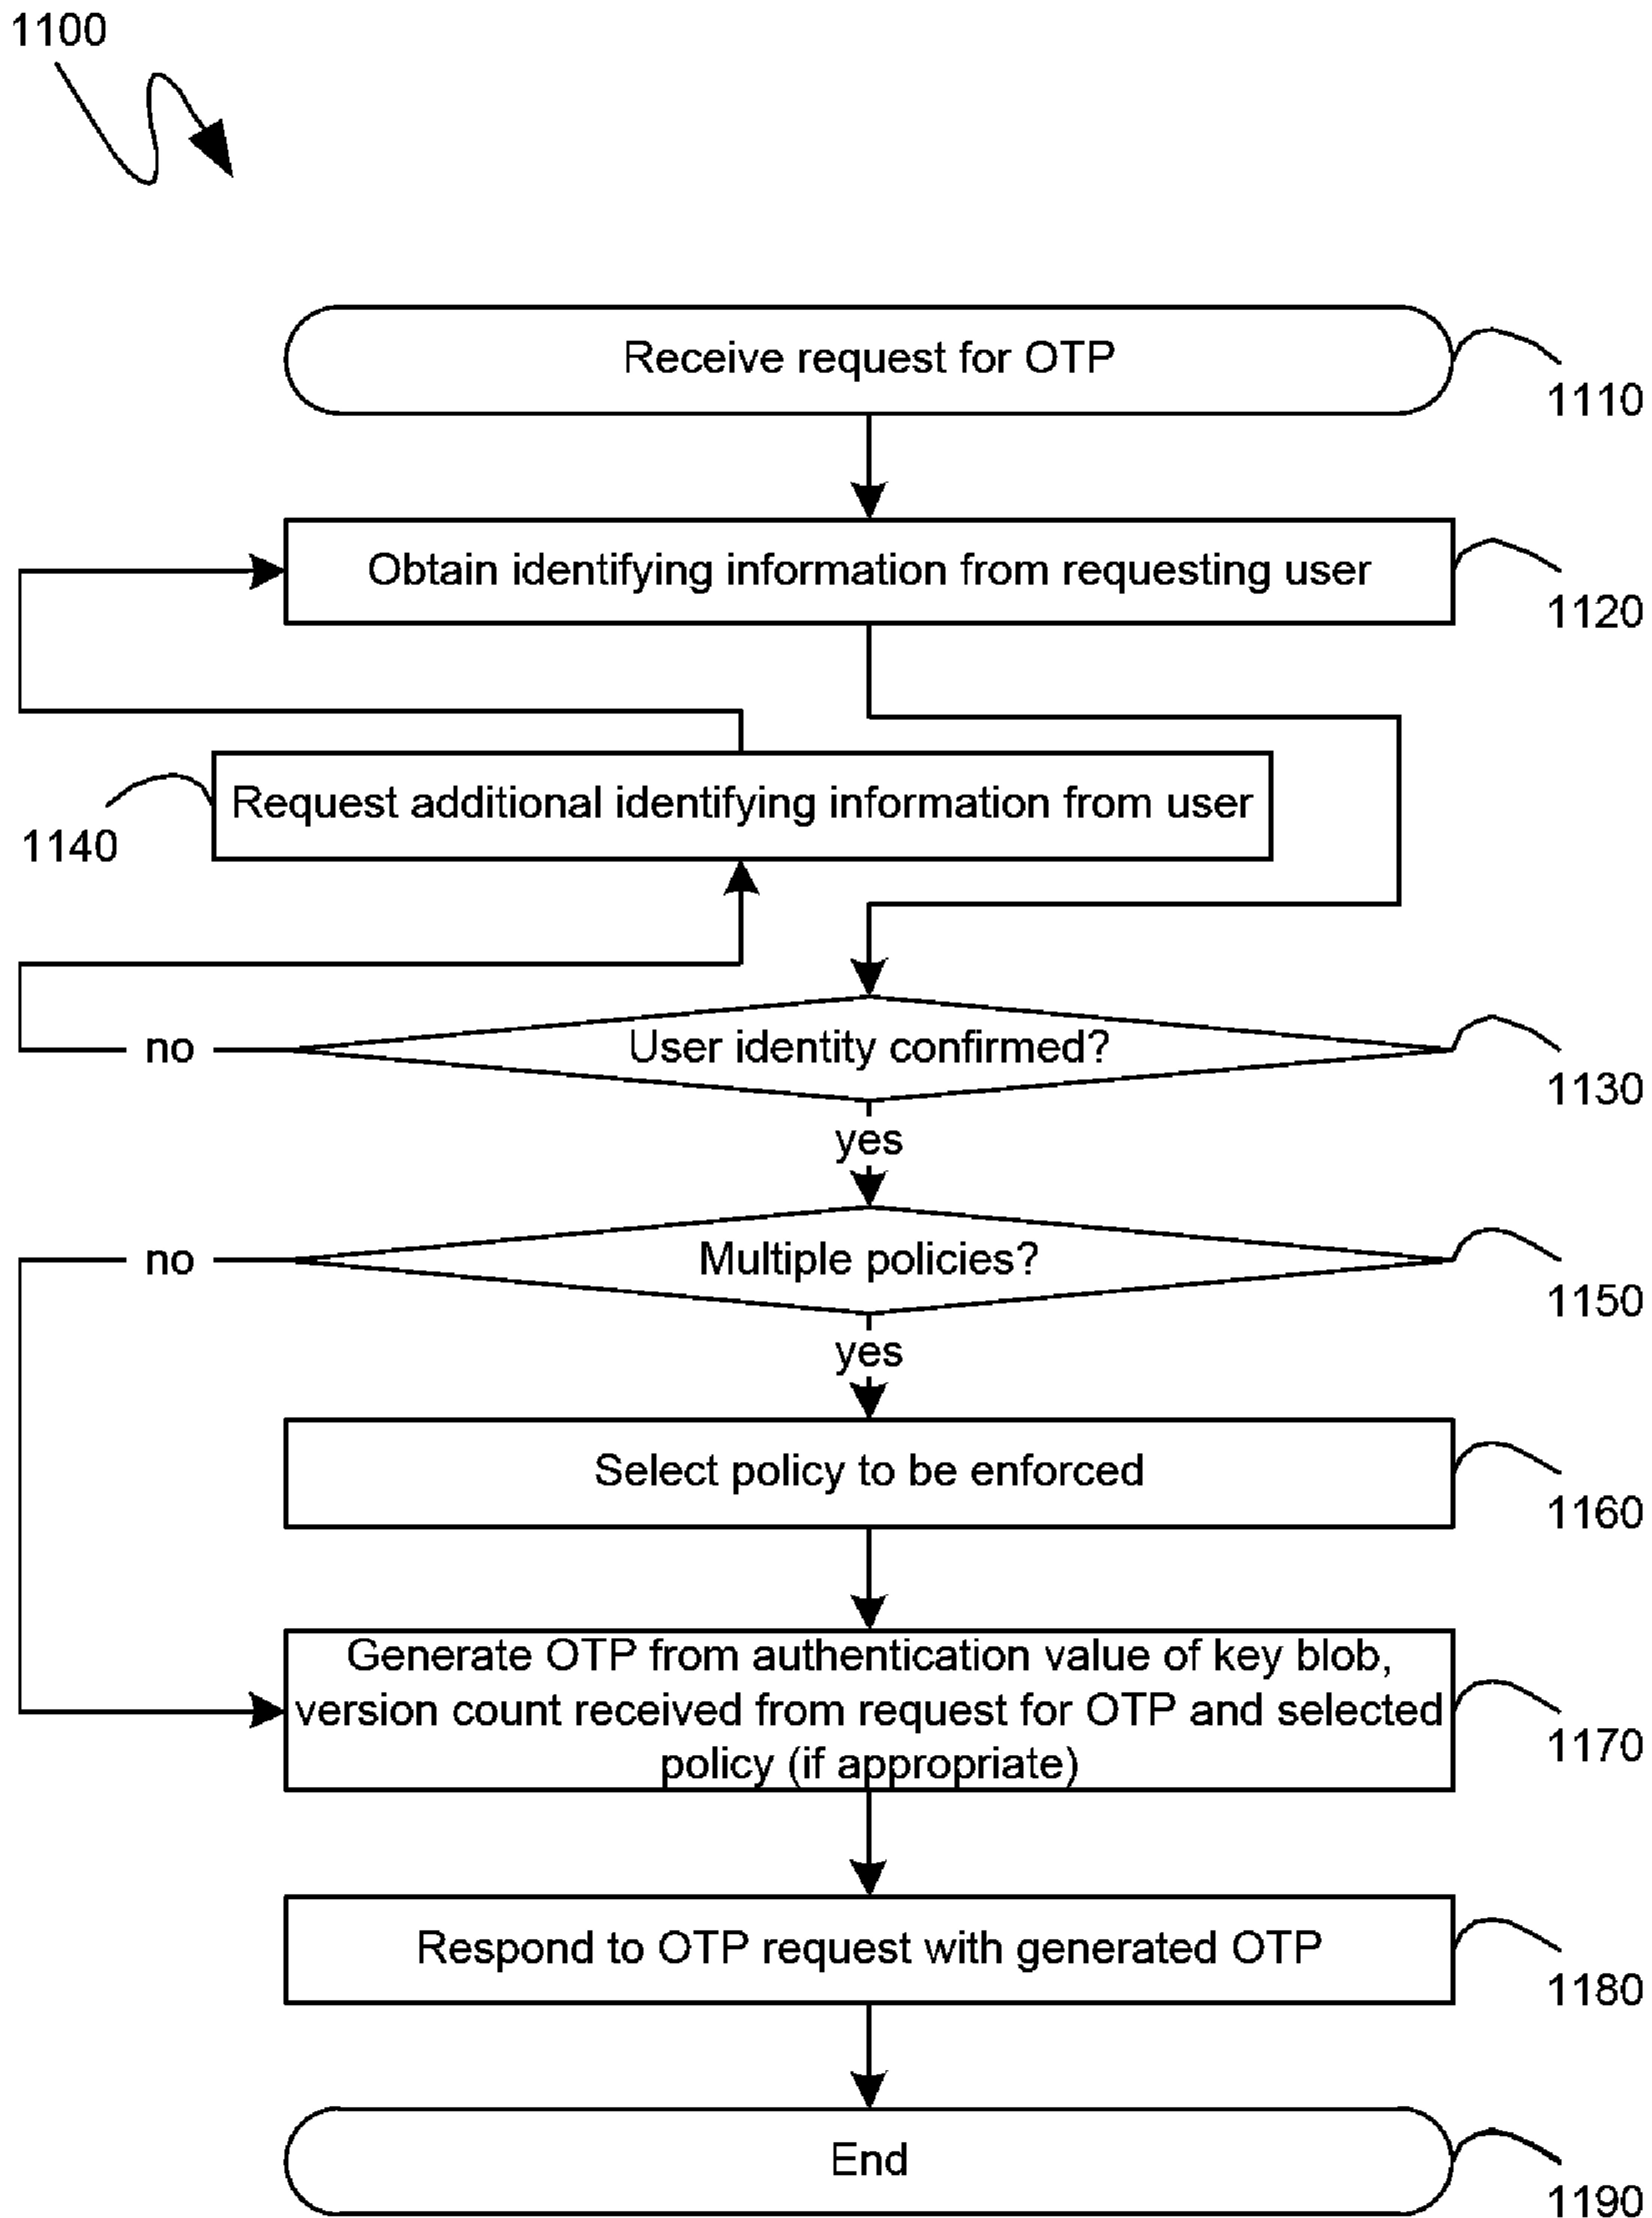 1100
Receive request for OTP
1110
Obtain identifying information from requesting user
1120
Request additional identifying information from user
1140
no
User identity confirmed?
1130
yes
no
Multiple policies?
1150
yes
Select policy to be enforced
1160
Generate OTP from authentication value of key blob,
version count received from request for OTP and selected
policy (if appropriate)
1170
Respond to OTP request with generated OTP
1180
End
1190